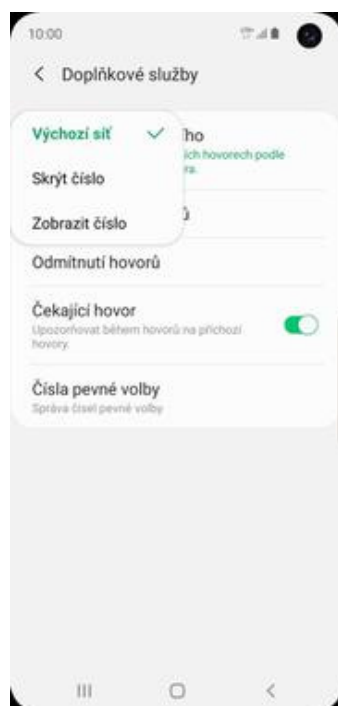 10:00
Doplňkové služby
Výchozí síť
ího
ích hovorech podle
ra.
Skrýt číslo
ů
Zobrazit číslo
Odmítnutí hovorů
Čekající hovor
Upozorňovat během hovorů na příchozí
hovory.
Čísla pevné volby
Správa čísel pevné volby